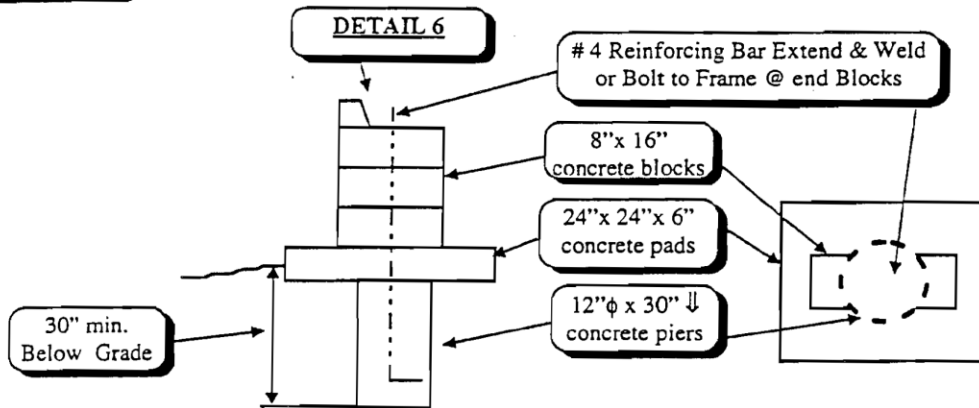 DETAIL 6
# 4 Reinforcing Bar Extend & Weld
or Bolt to Frame @ end Blocks
8”x 16”
concrete blocks
24”x 24”x 6”
concrete pads
12”ϕ x 30” ⇓
concrete piers
30” min.
Below Grade